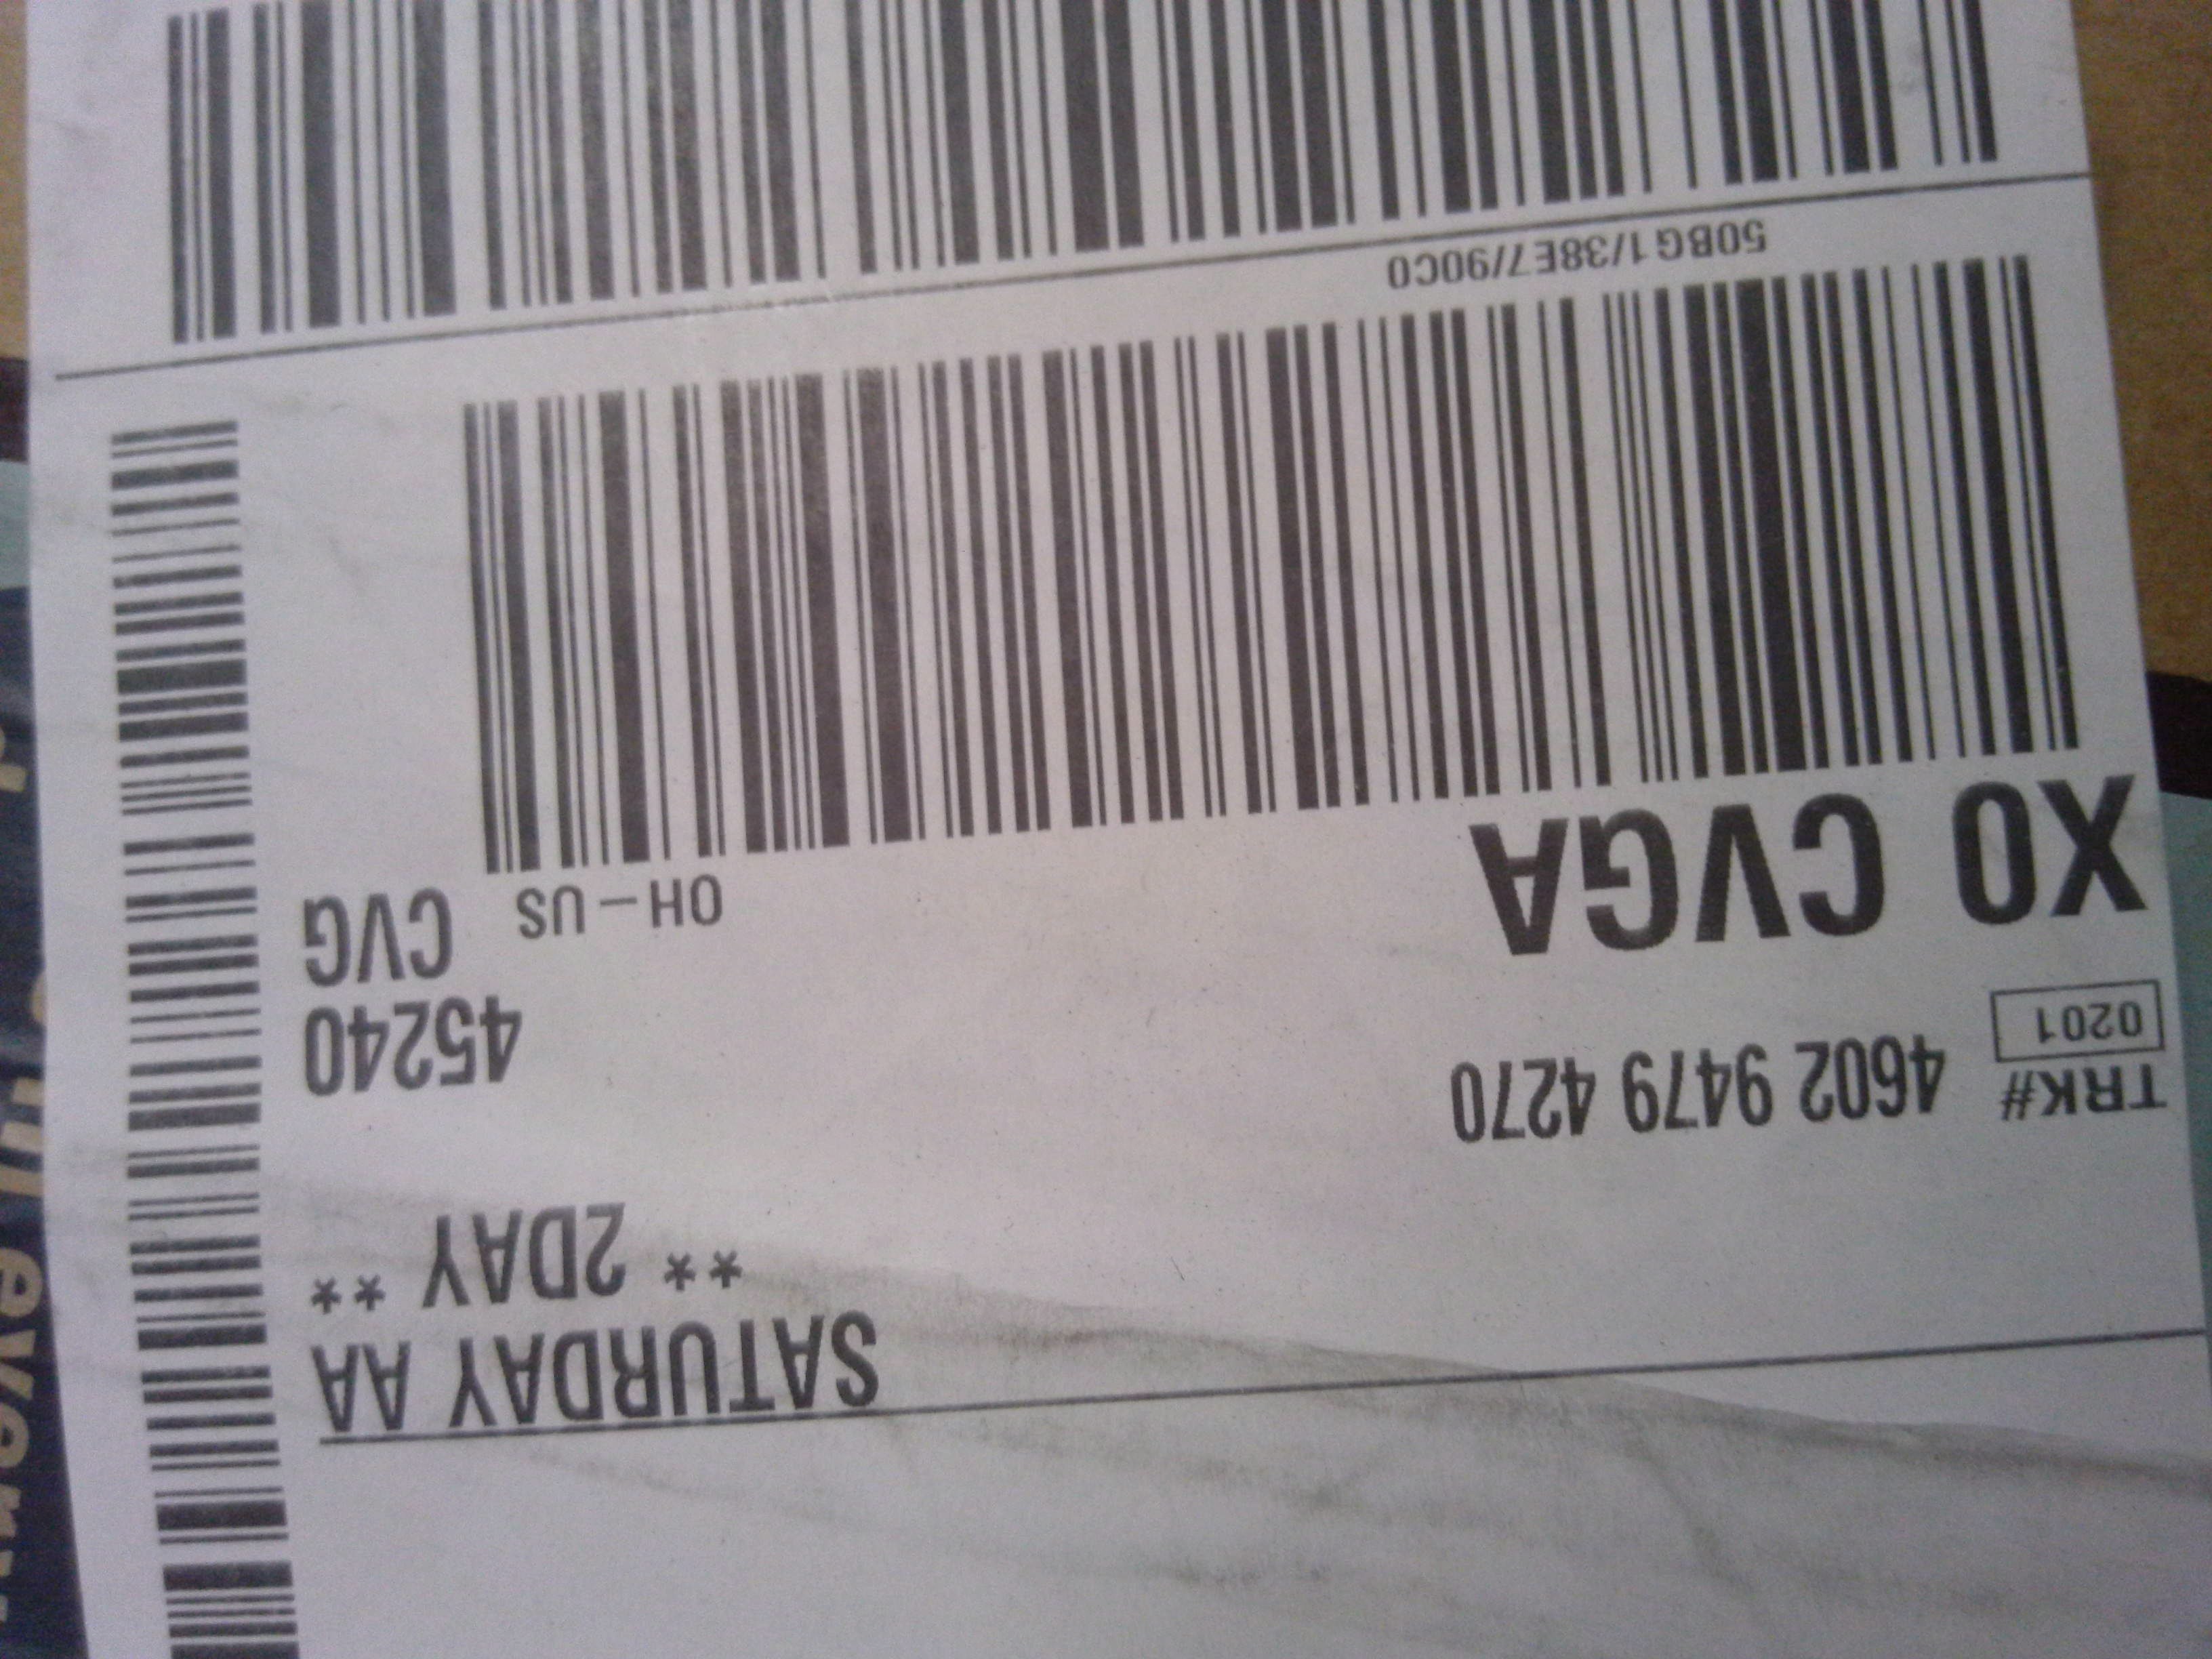 SATURDAY AA
** 2DAY **
TRK# 4602 9479 4270
0201
45240
XO CVGA
OH-US CVG
50BG1/38E7/90C0